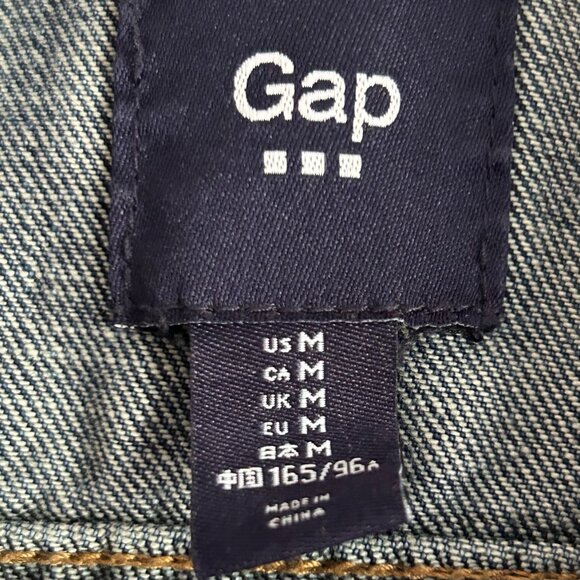 Gap
US M
CA M
UK M
EU M
日本 M
中国 165/96A
MADE IN
CHINA